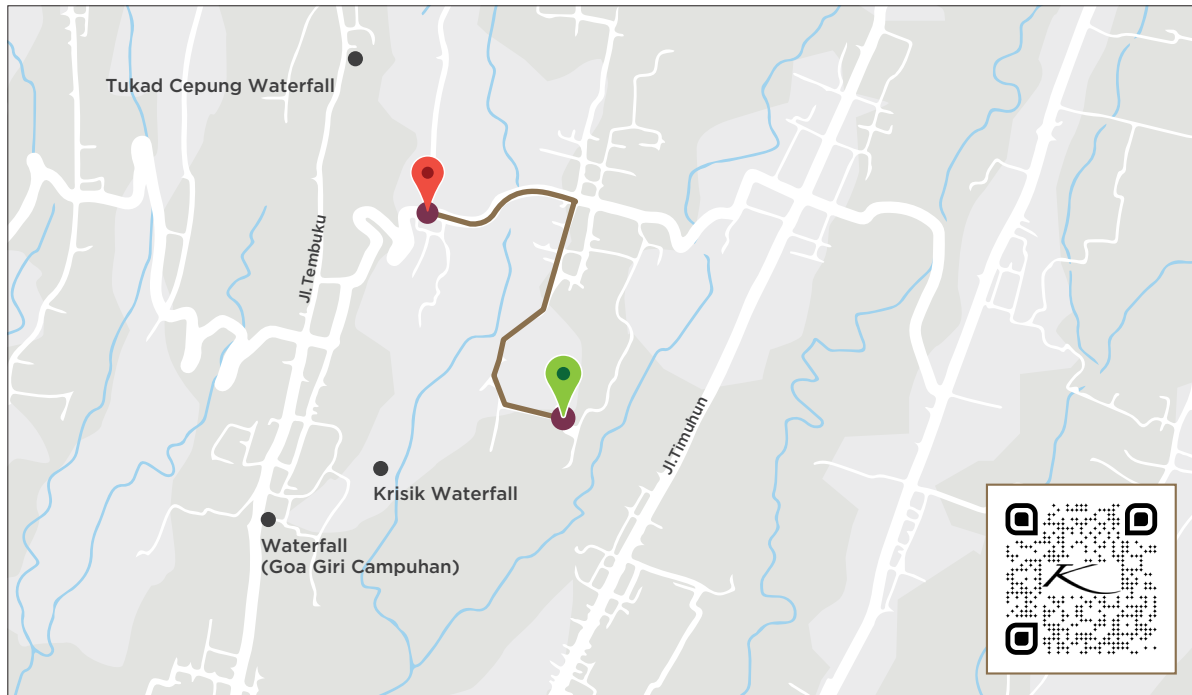 Tukad Cepung Waterfall
Jl.Tembuku
Jl.Timuhun
Krisik Waterfall
Waterfall
(Goa Giri Campuhan)
K